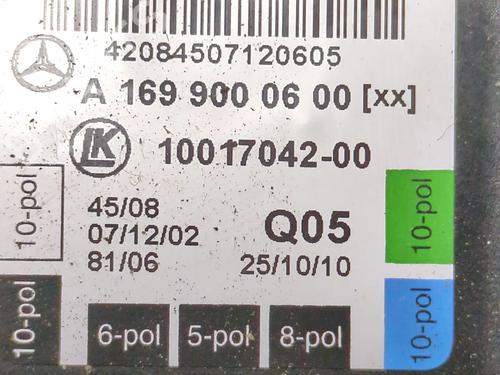 42084507120605
A 169 900 06 00 [xx]
LK 10017042-00
10-pol
45/08
07/12/02
81/06
Q05
25/10/10
10-pol
10-pol
6-pol
5-pol
8-pol
10-pol